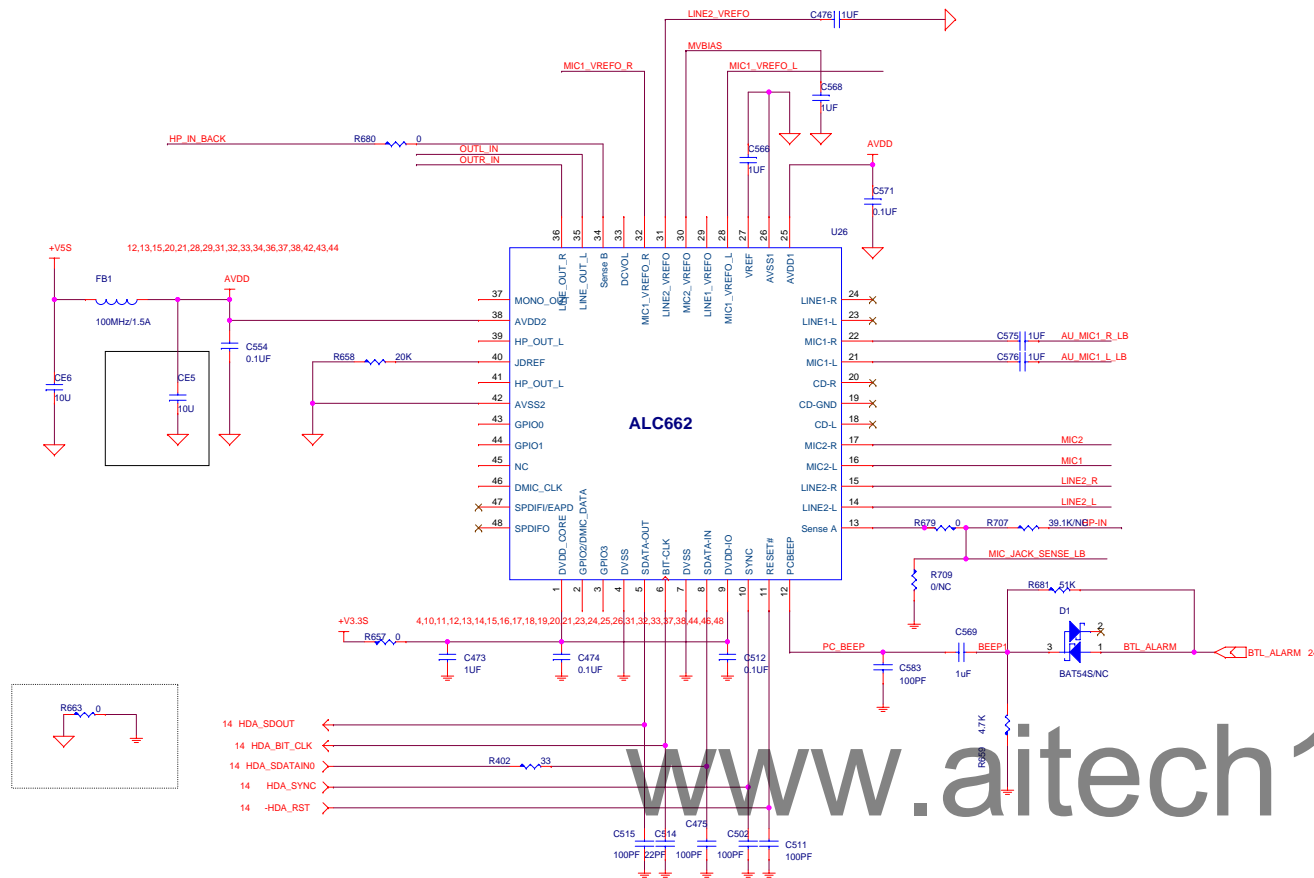 LINE2_VREFO
C476
1UF
MVBIAS
MIC1_VREFO_R
MIC1_VREFO_L
C568
1UF
HP_IN_BACK
R680
0
OUTL_IN
OUTR_IN
C566
1UF
AVDD
C571
0.1UF
U26
+V5S
12,13,15,20,21,28,29,31,32,33,34,36,37,38,42,43,44
FB1
100MHz/1.5A
AVDD
C554
0.1UF
CE6
10U
CE5
10U
R658
20K
36
35
34
33
32
31
30
29
28
27
26
25
LINE_OUT_R
LINE_OUT_L
Sense B
DCVOL
MIC1_VREFO_R
LINE2_VREFO
MIC2_VREFO
LINE1_VREFO
MIC1_VREFO_L
VREF
AVSS1
AVDD1
37 MONO_OUT
38 AVDD2
39 HP_OUT_L
40 JDREF
41 HP_OUT_L
42 AVSS2
43 GPIO0
44 GPIO1
45 NC
46 DMIC_CLK
47 SPDIFI/EAPD
48 SPDIFO
ALC662
LINE1-R 24
LINE1-L 23
MIC1-R 22
MIC1-L 21
CD-R 20
CD-GND 19
CD-L 18
MIC2-R 17
MIC2-L 16
LINE2-R 15
LINE2-L 14
Sense A 13
C575
1UF
AU_MIC1_R_LB
C576
1UF
AU_MIC1_L_LB
MIC2
MIC1
LINE2_R
LINE2_L
R679
0
R707
39.1K/NC
HP-IN
MIC_JACK_SENSE_LB
R709
0/NC
DVDD_CORE
GPIO2/DMIC_DATA
GPIO3
DVSS
SDATA-OUT
BIT-CLK
DVSS
SDATA-IN
DVDD-IO
SYNC
RESET#
PCBEEP
1
2
3
4
5
6
7
8
9
10
11
12
+V3.3S
4,10,11,12,13,14,15,16,17,18,19,20,21,23,24,25,26,31,32,33,37,38,44,46,48
R657
0
C473
1UF
C474
0.1UF
C512
0.1UF
R681
51K
D1
2
3
1
BAT54S/NC
C569
1uF
PC_BEEP
BEEP1
BTL_ALARM
BTL_ALARM
C583
100PF
4.7K
R659
R663
0
14 HDA_SDOUT
14 HDA_BIT_CLK
14 HDA_SDATAIN0
R402
33
14 HDA_SYNC
14 -HDA_RST
C515
100PF
C514
22PF
C475
100PF
C502
100PF
C511
100PF
www.aitech1